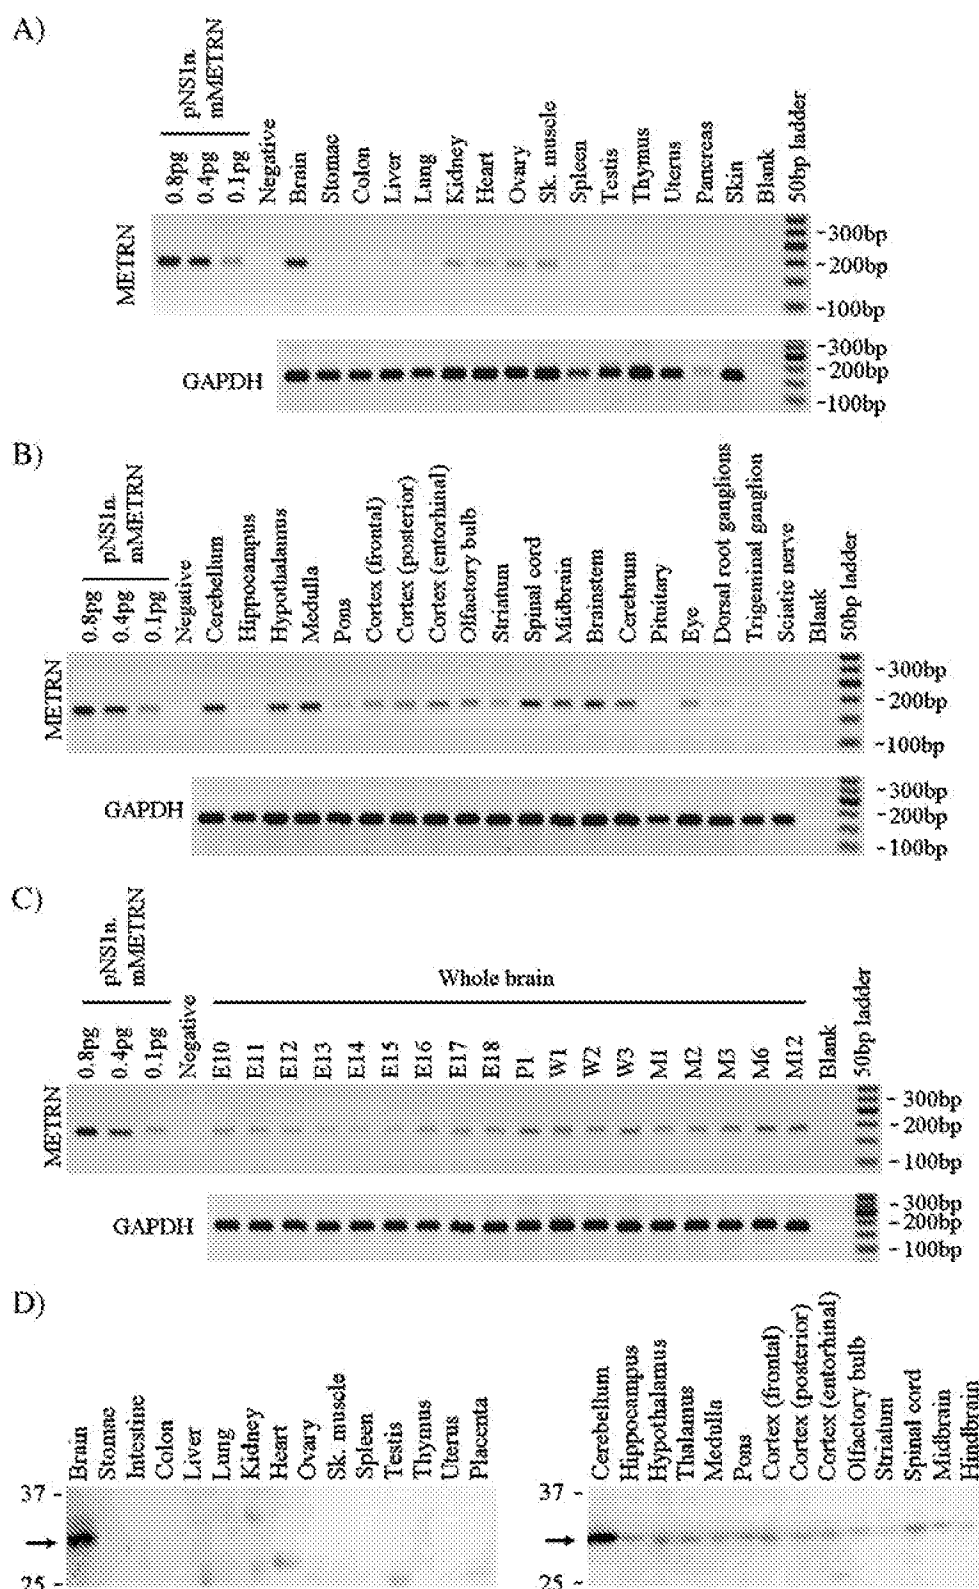 A)
pNS1n.
mMETRN
0.8pg
0.4pg
0.1pg
Negative
Brain
Stomac
Colon
Liver
Lung
Kidney
Heart
Ovary
Sk. muscle
Spleen
Testis
Thymus
Uterus
Pancreas
Skin
Blank
50bp ladder
METRN
-300bp
-200bp
-100bp
GAPDH
-300bp
-200bp
-100bp
B)
pNS1n.
mMETRN
0.8pg
0.4pg
0.1pg
Negative
Cerebellum
Hippocampus
Hypothalamus
Medulla
Pons
Cortex (frontal)
Cortex (posterior)
Cortex (entorhinal)
Olfactory bulb
Striatum
Spinal cord
Midbrain
Brainstem
Cerebrum
Pituitary
Eye
Dorsal root ganglions
Trigeminal ganglion
Sciatic nerve
Blank
50bp ladder
METRN
-300bp
-200bp
-100bp
GAPDH
-300bp
-200bp
-100bp
C)
pNS1n.
mMETRN
Whole brain
0.8pg
0.4pg
0.1pg
Negative
E10
E11
E12
E13
E14
E15
E16
E17
E18
P1
W1
W2
W3
M1
M2
M3
M6
M12
Blank
50bp ladder
METRN
-300bp
-200bp
-100bp
GAPDH
-300bp
-200bp
-100bp
D)
Brain
Stomac
Intestine
Colon
Liver
Lung
Kidney
Heart
Ovary
Sk. muscle
Spleen
Testis
Thymus
Uterus
Placenta
37 -
25 -
Cerebellum
Hippocampus
Hypothalamus
Thalamus
Medulla
Pons
Cortex (frontal)
Cortex (posterior)
Cortex (entorhinal)
Olfactory bulb
Striatum
Spinal cord
Midbrain
Hindbrain
37 -
25 -